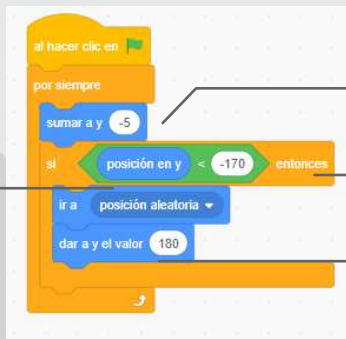 al hacer clic en
por siempre
sumar a y -5
si posición en y < -170 entonces
ir a posición aleatoria
dar a y el valor 180